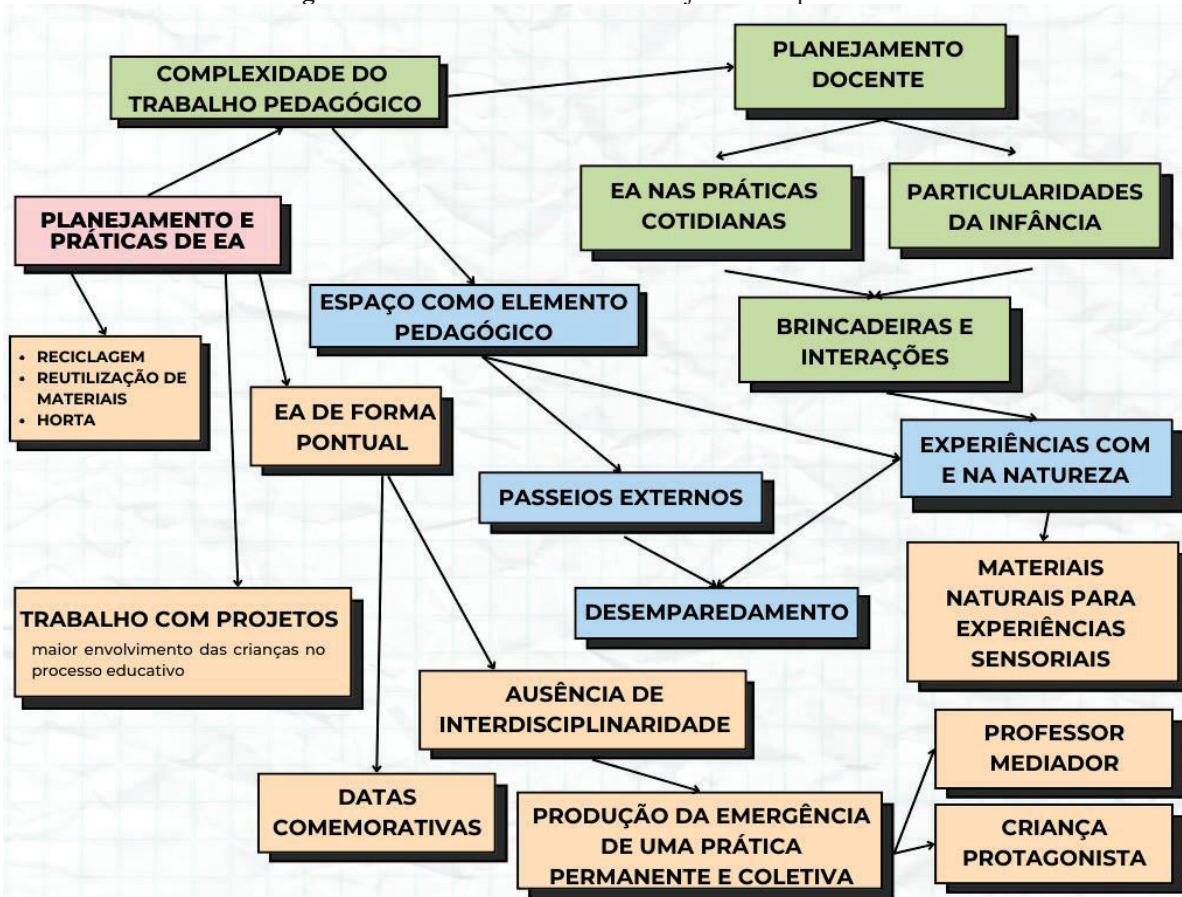 COMPLEXIDADE DO
TRABALHO PEDAGÓGICO
PLANEJAMENTO
DOCENTE
EA NAS PRÁTICAS
COTIDIANAS
PARTICULARIDADES
DA INFÂNCIA
PLANEJAMENTO E
PRÁTICAS DE EA
ESPAÇO COMO ELEMENTO
PEDAGÓGICO
BRINCADEIRAS E
INTERAÇÕES
• RECICLAGEM
• REUTILIZAÇÃO DE
MATERIAIS
• HORTA
EA DE FORMA
PONTUAL
EXPERIÊNCIAS COM
E NA NATUREZA
PASSEIOS EXTERNOS
MATERIAIS
NATURAIS PARA
EXPERIÊNCIAS
SENSORIAIS
DESEMPAREDAMENTO
TRABALHO COM PROJETOS
maior envolvimento das crianças no
processo educativo
AUSÊNCIA DE
INTERDISCIPLINARIDADE
PROFESSOR
MEDIADOR
DATAS
COMEMORATIVAS
PRODUÇÃO DA EMERGÊNCIA
DE UMA PRÁTICA
PERMANENTE E COLETIVA
CRIANÇA
PROTAGONISTA